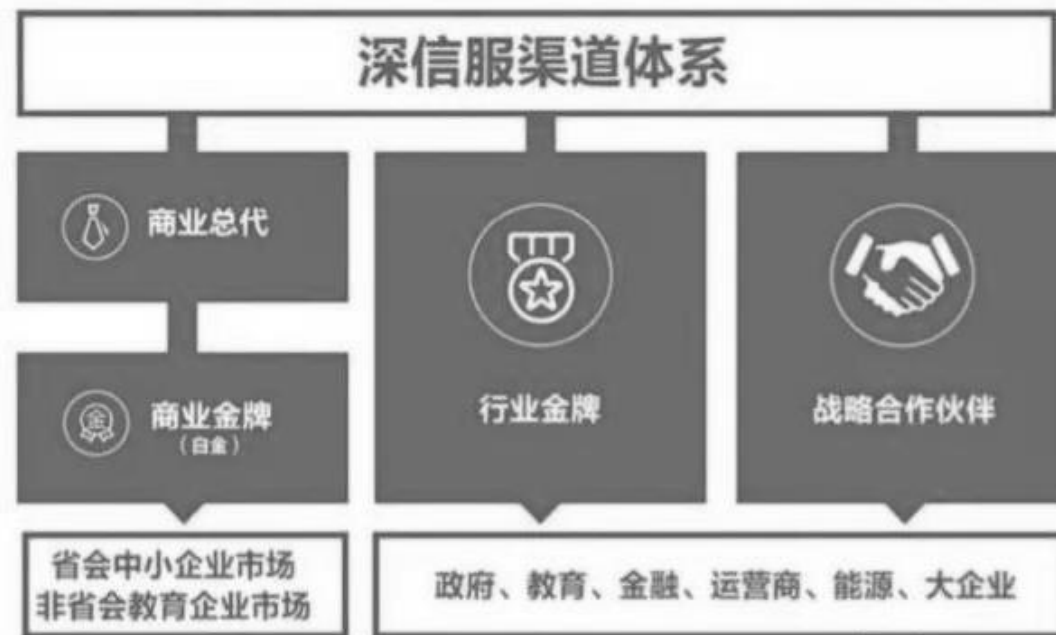 深信服渠道体系
商业总代
金
商业金牌
（白金）
行业金牌
战略合作伙伴
省会中小企业市场
非省会教育企业市场
政府、教育、金融、运营商、能源、大企业